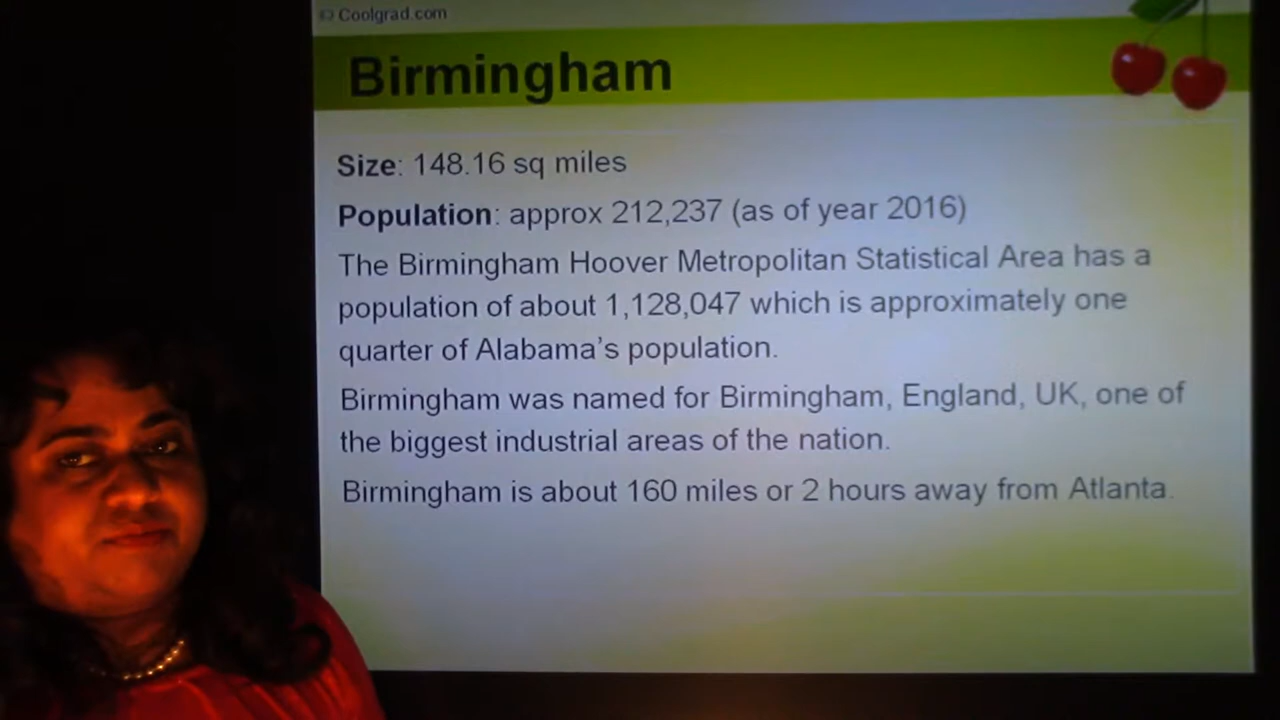 © Coolgrad.com
Birmingham
Size: 148.16 sq miles
Population: approx 212,237 (as of year 2016)
The Birmingham Hoover Metropolitan Statistical Area has a
population of about 1,128,047 which is approximately one
quarter of Alabama’s population.
Birmingham was named for Birmingham, England, UK, one of
the biggest industrial areas of the nation.
Birmingham is about 160 miles or 2 hours away from Atlanta.